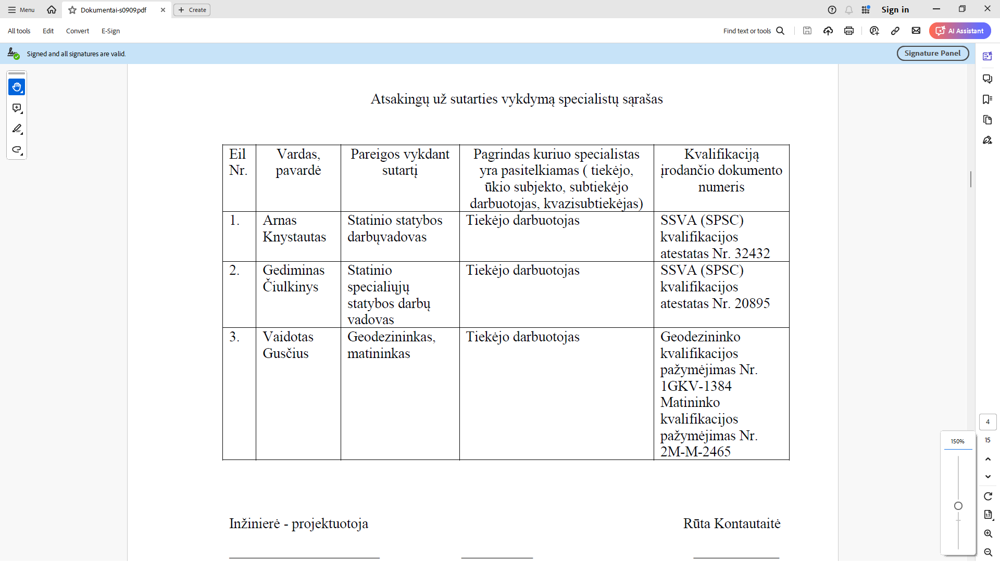 Menu
Dokumentai-s0909.pdf
Create
Sign in
All tools
Edit
Convert
E-Sign
Find text or tools
AI Assistant
Signed and all signatures are valid.
Signature Panel
Atsakingų už sutarties vykdymą specialistų sąrašas
Eil
Nr.
Vardas,
pavardė
Pareigos vykdant
sutartį
Pagrindas kuriuo specialistas
yra pasitelkiamas ( tiekėjo,
ūkio subjekto, subtiekėjo
darbuotojas, kvazisubtiekėjas)
Kvalifikaciją
įrodančio dokumento
numeris
1.
Arnas
Knystautas
Statinio statybos
darbųvadovas
Tiekėjo darbuotojas
SSVA (SPSC)
kvalifikacijos
atestatas Nr. 32432
2.
Gediminas
Čiulkinys
Statinio
specialiųjų
statybos darbų
vadovas
Tiekėjo darbuotojas
SSVA (SPSC)
kvalifikacijos
atestatas Nr. 20895
3.
Vaidotas
Gusčius
Geodezininkas,
matininkas
Tiekėjo darbuotojas
Geodezininko
kvalifikacijos
pažymėjimas Nr.
1GKV-1384
Matininko
kvalifikacijos
pažymėjimas Nr.
2M-M-2465
Inžinierė - projektuotoja
Rūta Kontautaitė
4
15
150%
1:1